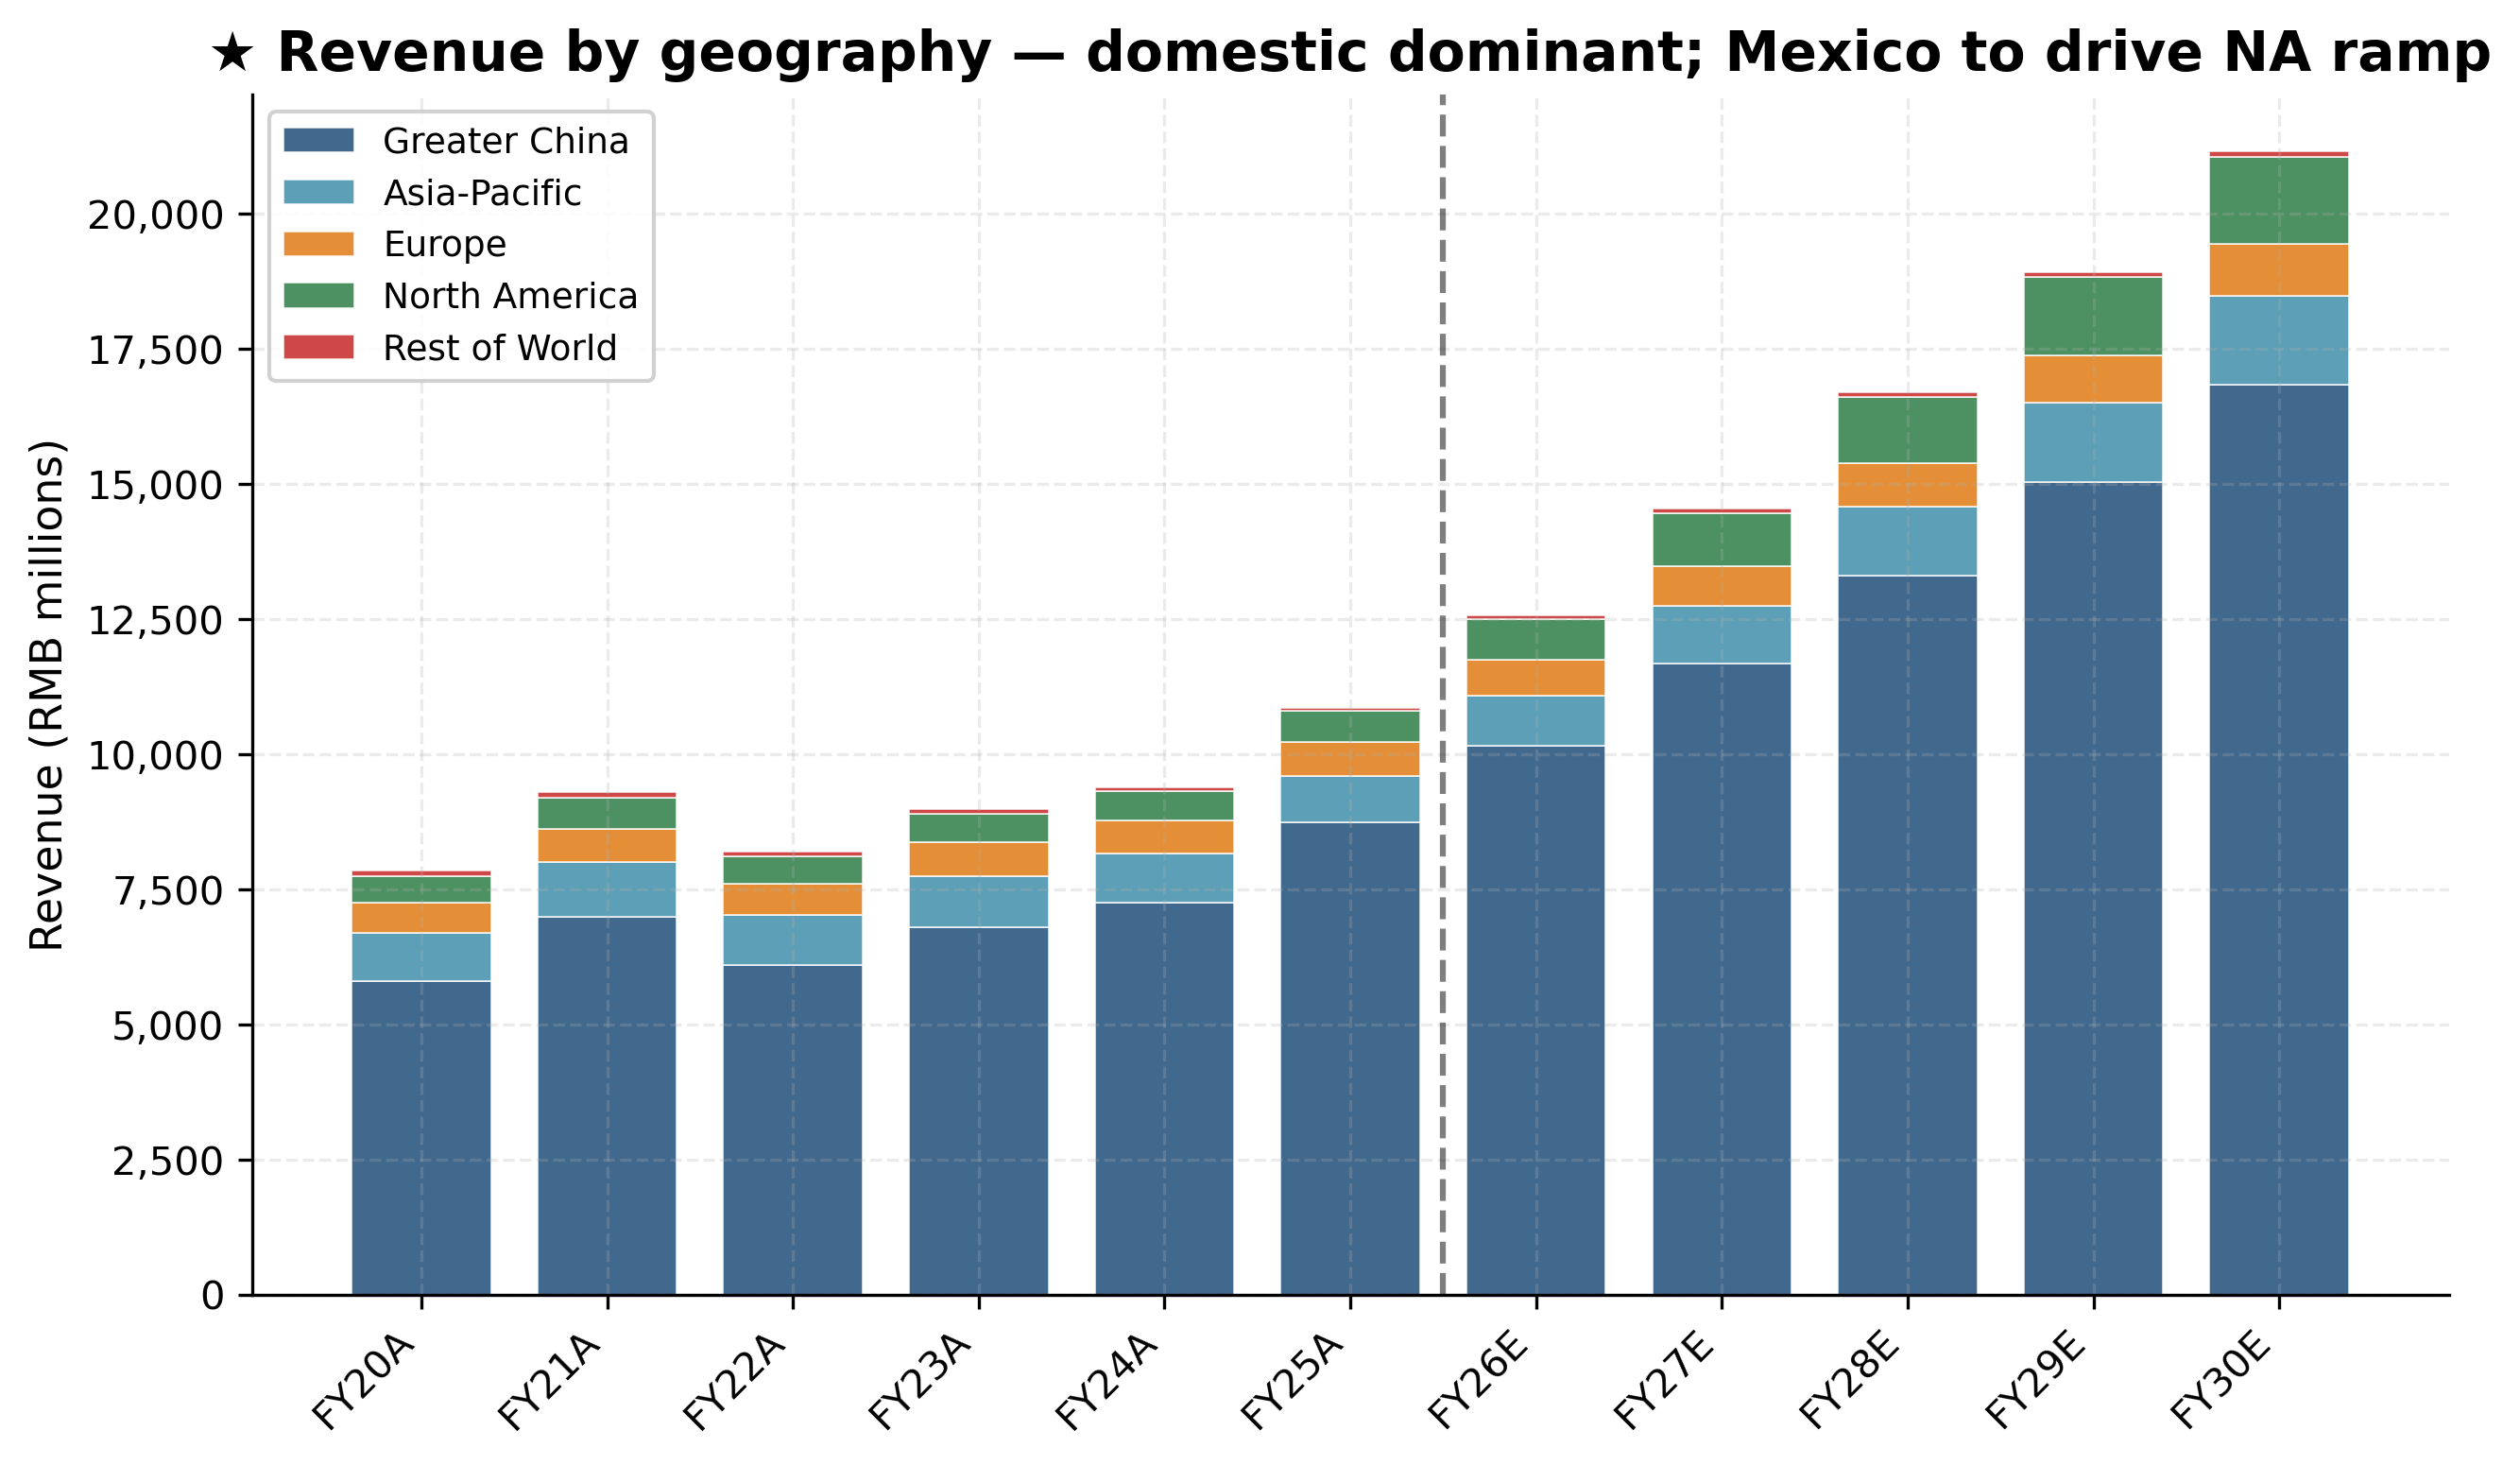 ★ Revenue by geography — domestic dominant; Mexico to drive NA ramp
Greater China
Asia-Pacific
Europe
North America
Rest of World
Revenue (RMB millions)
20,000
17,500
15,000
12,500
10,000
7,500
5,000
2,500
0
FY20A
FY21A
FY22A
FY23A
FY24A
FY25A
FY26E
FY27E
FY28E
FY29E
FY30E